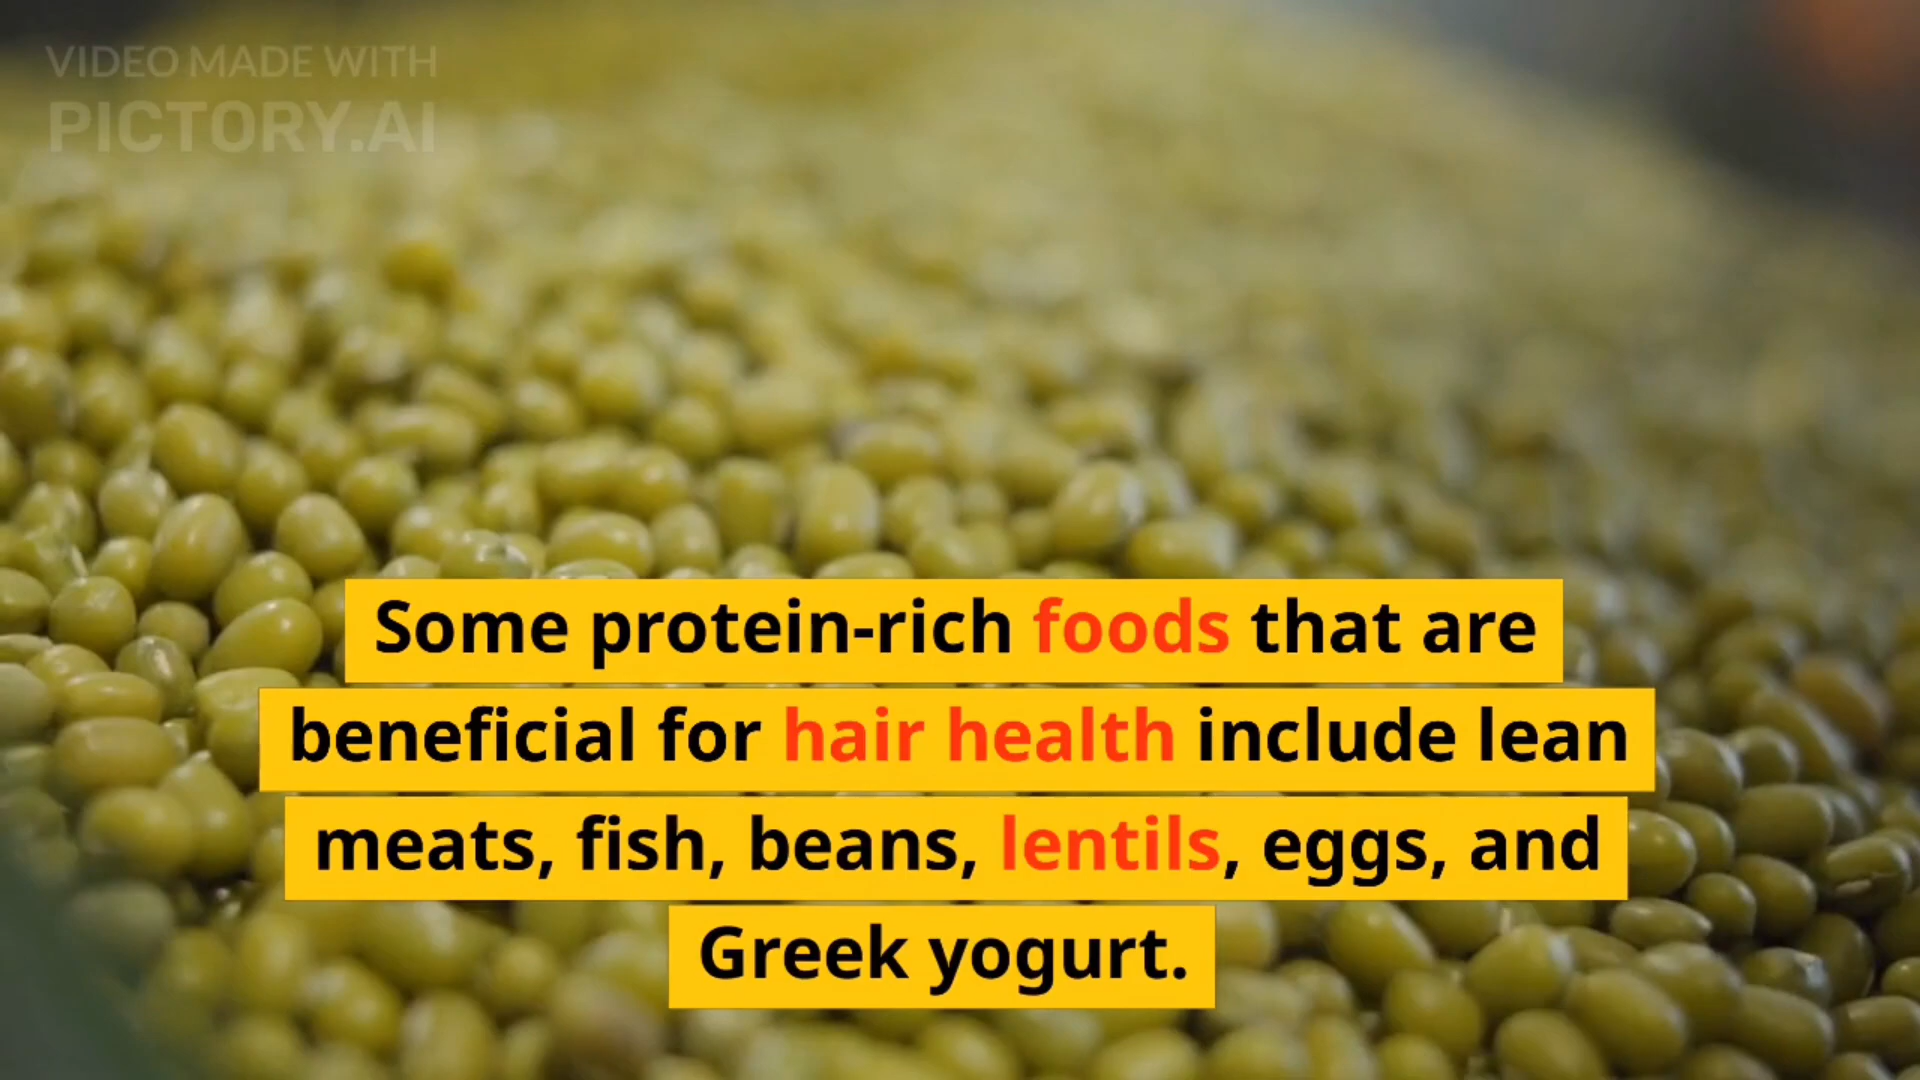 VIDEO MADE WITH
PICTORY.AI
Some protein-rich foods that are
beneficial for hair health include lean
meats, fish, beans, lentils, eggs, and
Greek yogurt.